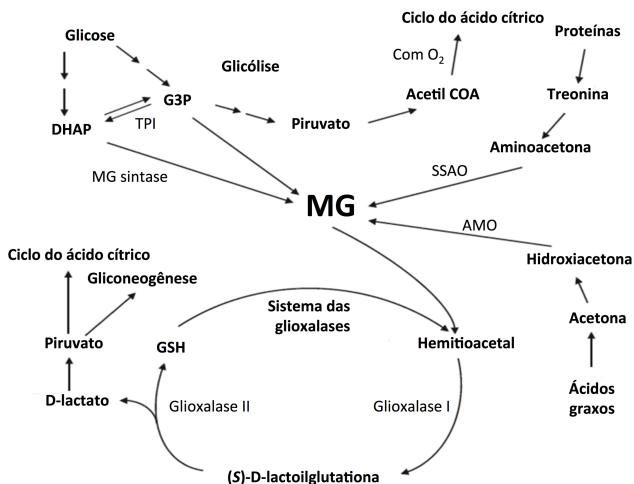 Ciclo do ácido cítrico
Glicose
Proteínas
Com O2
Glicólise
G3P
Acetil COA
Treonina
DHAP
TPI
Piruvato
Aminoacetona
MG sintase
SSAO
MG
AMO
Ciclo do ácido cítrico
Gliconeogênese
Hidroxiacetona
Sistema das
glioxalases
Acetona
Piruvato
GSH
Hemitioacetal
D-lactato
Glioxalase II
Glioxalase I
Ácidos
graxos
(S)-D-lactoilglutationa